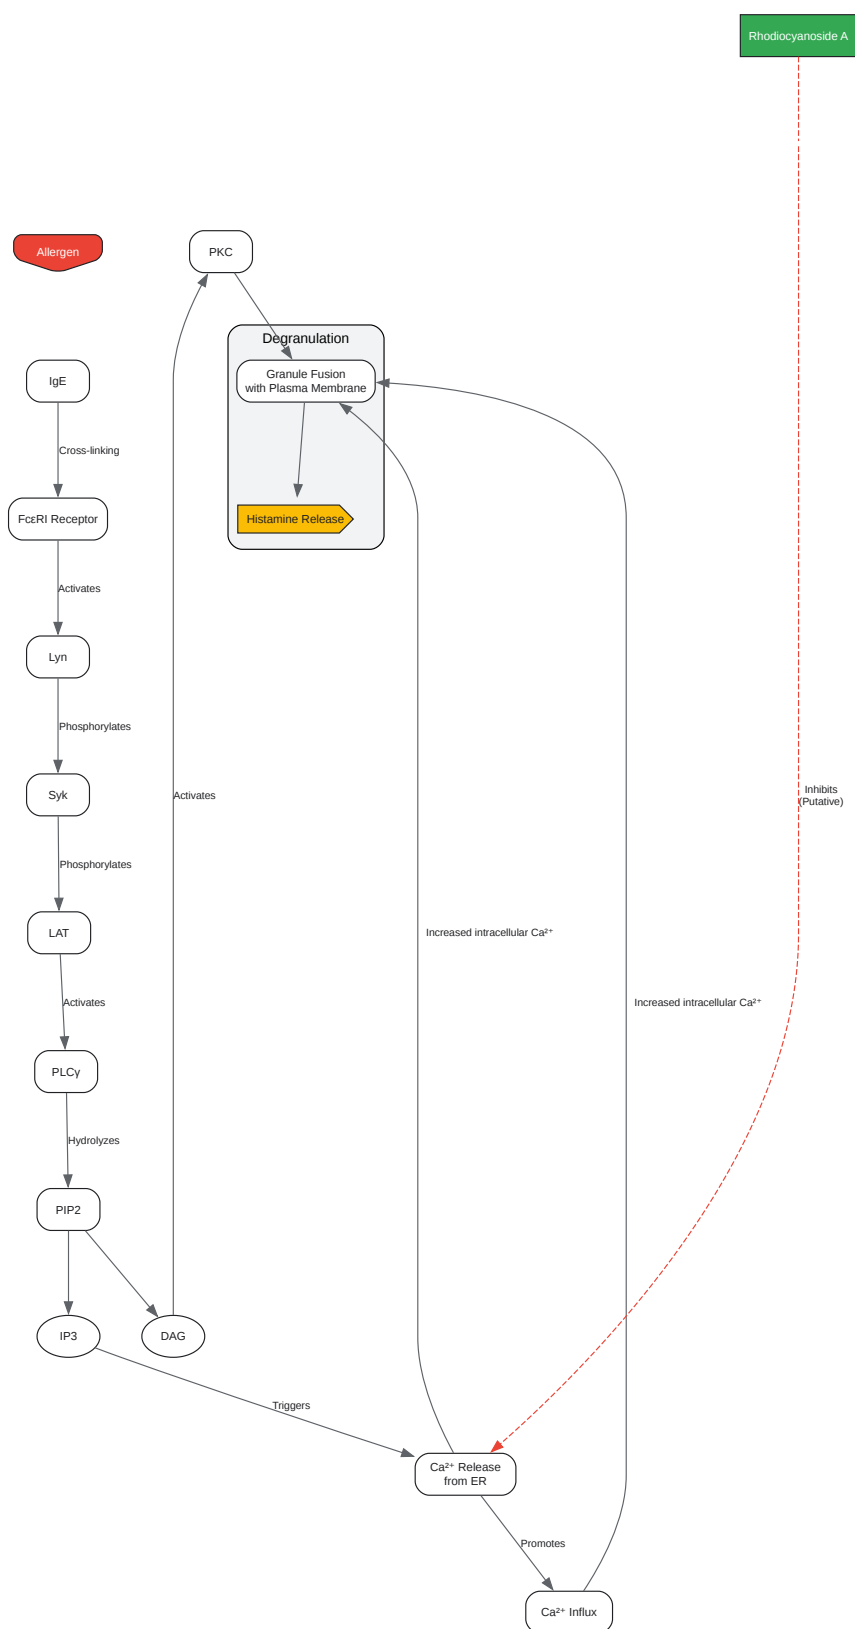 Rhodiocyanoside A
Allergen
PKC
Degranulation
IgE
Granule Fusion
with Plasma Membrane
Cross-linking
FcεRI Receptor
Histamine Release
Activates
Lyn
Phosphorylates
Syk
Activates
Inhibits
(Putative)
Phosphorylates
LAT
Increased intracellular Ca²⁺
Activates
Increased intracellular Ca²⁺
PLCγ
Hydrolyzes
PIP2
IP3
DAG
Triggers
Ca²⁺ Release
from ER
Promotes
Ca²⁺ Influx